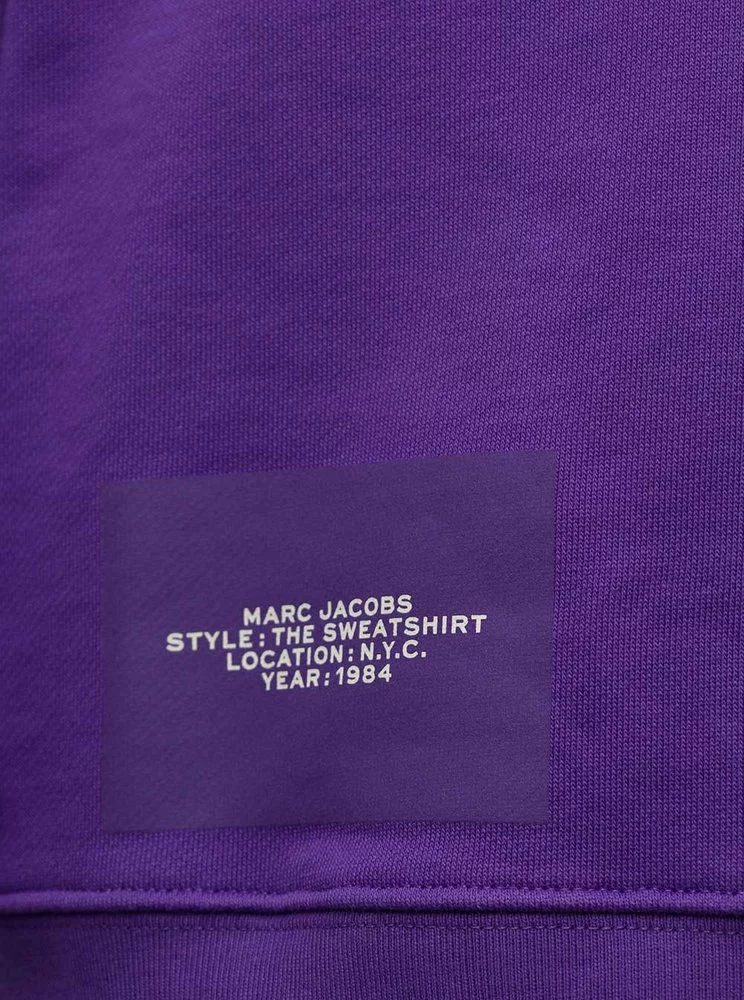 MARC JACOBS
STYLE: THE SWEATSHIRT
LOCATION: N.Y.C.
YEAR: 1984